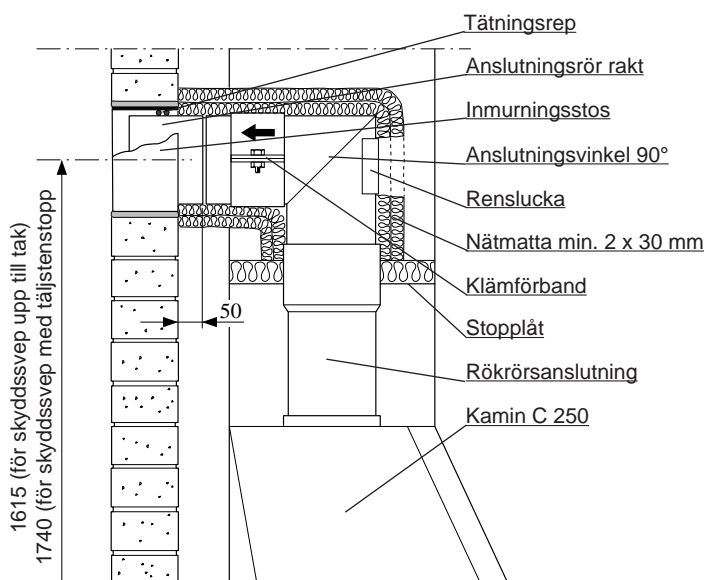 Tätningsrep
Anslutningsrör rakt
Inmurningsstos
Anslutningsvinkel 90°
Renslucka
Nätmatta min. 2 x 30 mm
Klämförband
Stopplåt
Rökrörsanslutning
Kamin C 250
50
1615 (för skyddssvep upp till tak)
1740 (för skyddssvep med täljstenstopp